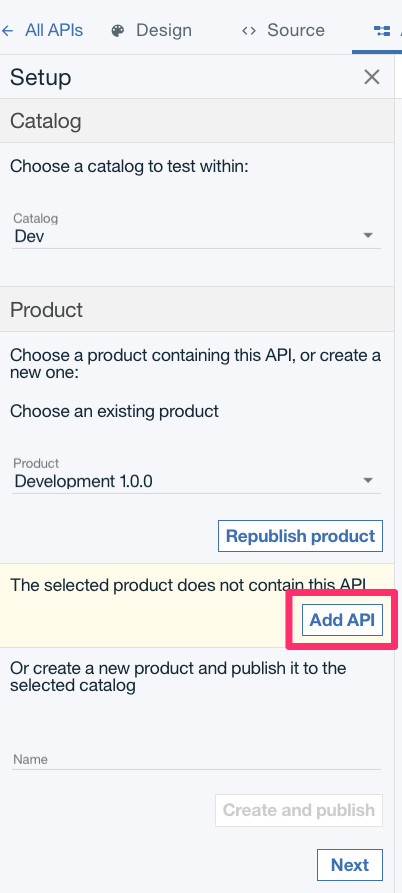 All APIs Design Source
Setup
Catalog
Choose a catalog to test within:
Catalog
Dev
Product
Choose a product containing this API, or create a
new one:
Choose an existing product
Product
Development 1.0.0
Republish product
The selected product does not contain this API
Add API
Or create a new product and publish it to the
selected catalog
Name
Create and publish
Next